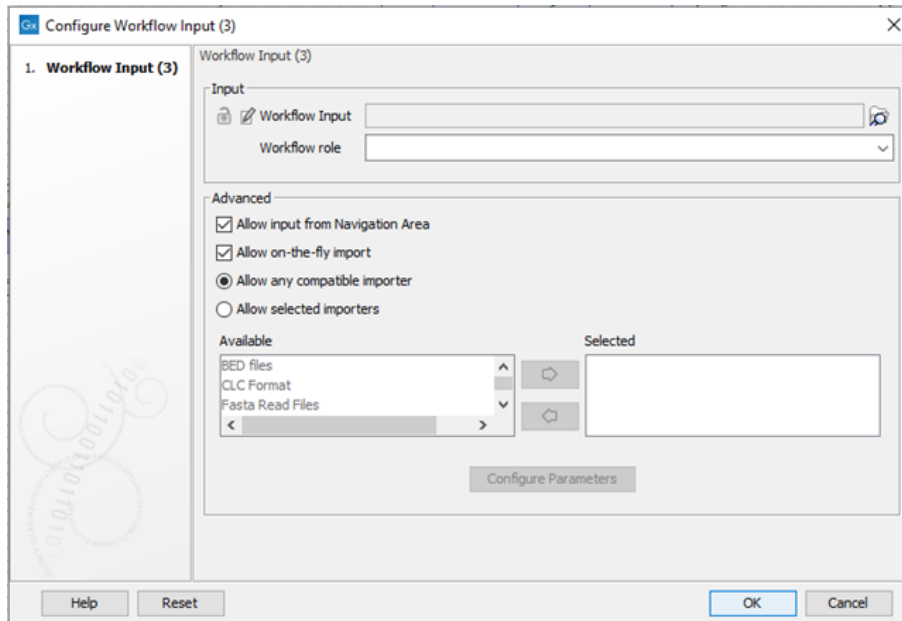 Gx Configure Workflow Input (3)
1. Workflow Input (3)
Workflow Input (3)
Input
Workflow Input
Workflow role
Advanced
Allow input from Navigation Area
Allow on-the-fly import
Allow any compatible importer
Allow selected importers
Available
Selected
BED files
CLC Format
Fasta Read Files
Configure Parameters
Help
Reset
OK
Cancel